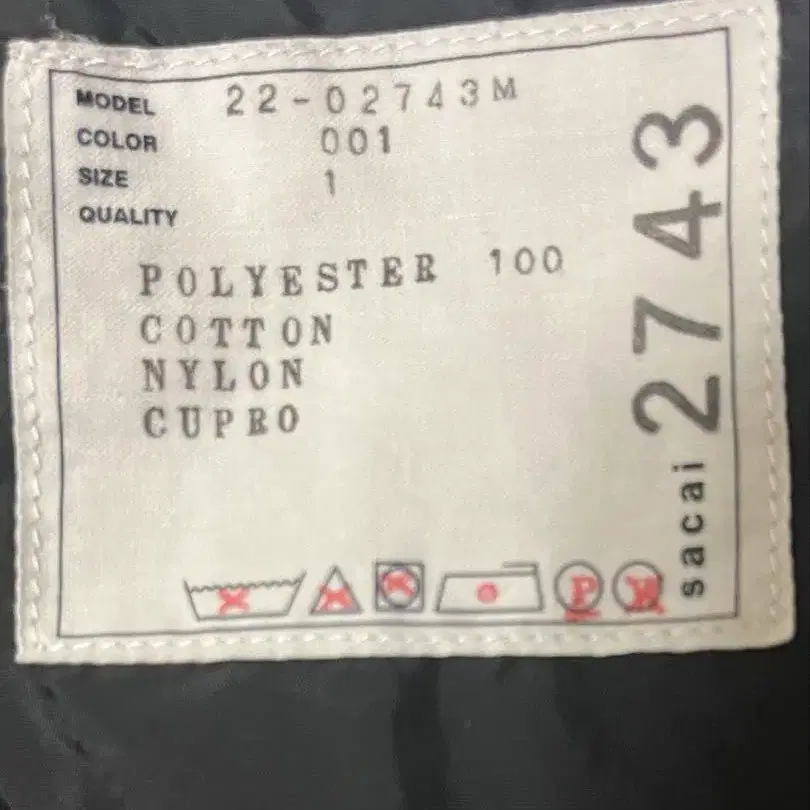 MODEL 22-02743M
COLOR 001
SIZE 1
QUALITY
POLYESTER 100
COTTON
NYLON
CUPRO
P
W
sacai 2743